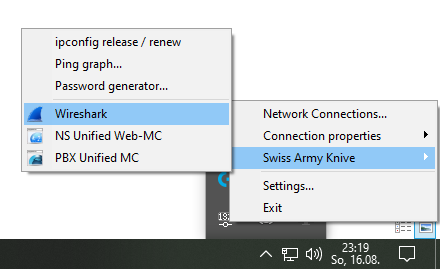 ipconfig release / renew
Ping graph...
Password generator...
Wireshark
NS Unified Web-MC
PBX Unified MC
Network Connections...
Connection properties
Swiss Army Knive
Settings...
Exit
23:19
So, 16.08.